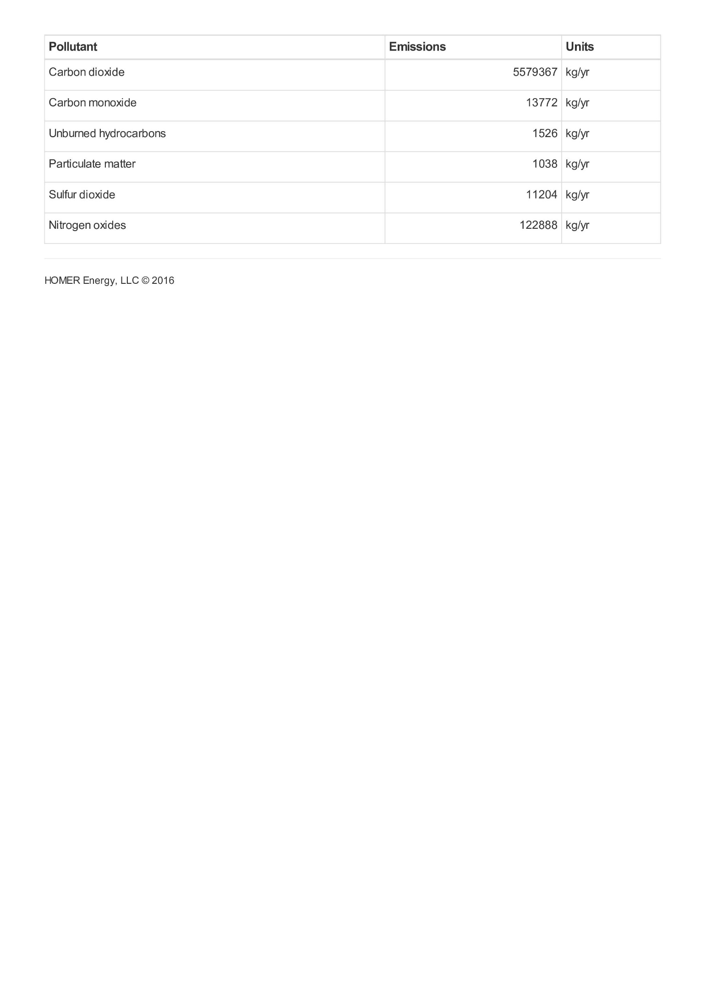 Pollutant Emissions Units
Carbon dioxide 5579367 kg/yr
Carbon monoxide 13772 kg/yr
Unburned hydrocarbons 1526 kg/yr
Particulate matter 1038 kg/yr
Sulfur dioxide 11204 kg/yr
Nitrogen oxides 122888 kg/yr
HOMER Energy, LLC © 2016